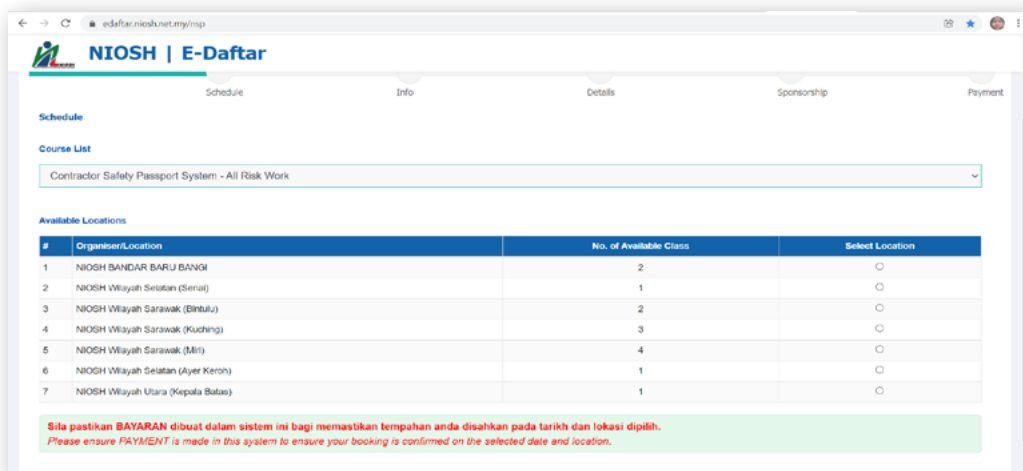 edaftar.niosh.net.my/nsp
NIOSH | E-Daftar
Schedule Info Details Sponsorship Payment
Schedule
Course List
Contractor Safety Passport System - All Risk Work
Available Locations
# Organiser/Location No. of Available Class Select Location
1 NIOSH BANDAR BARU BANGI 2
2 NIOSH Wilayah Selatan (Senai) 1
3 NIOSH Wilayah Sarawak (Bintulu) 2
4 NIOSH Wilayah Sarawak (Kuching) 3
5 NIOSH Wilayah Sarawak (Miri) 4
6 NIOSH Wilayah Selatan (Ayer Keroh) 1
7 NIOSH Wilayah Utara (Kepala Batas) 1
Sila pastikan BAYARAN dibuat dalam sistem ini bagi memastikan tempahan anda disahkan pada tarikh dan lokasi dipilih.
Please ensure PAYMENT is made in this system to ensure your booking is confirmed on the selected date and location.